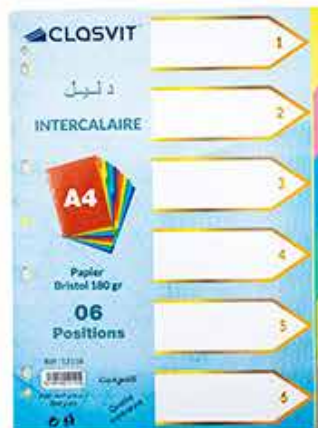 CLASVIT
دليل
INTERCALAIRE
A4
Papier
Bristol 180 gr
06
Positions
1
2
3
4
5
6